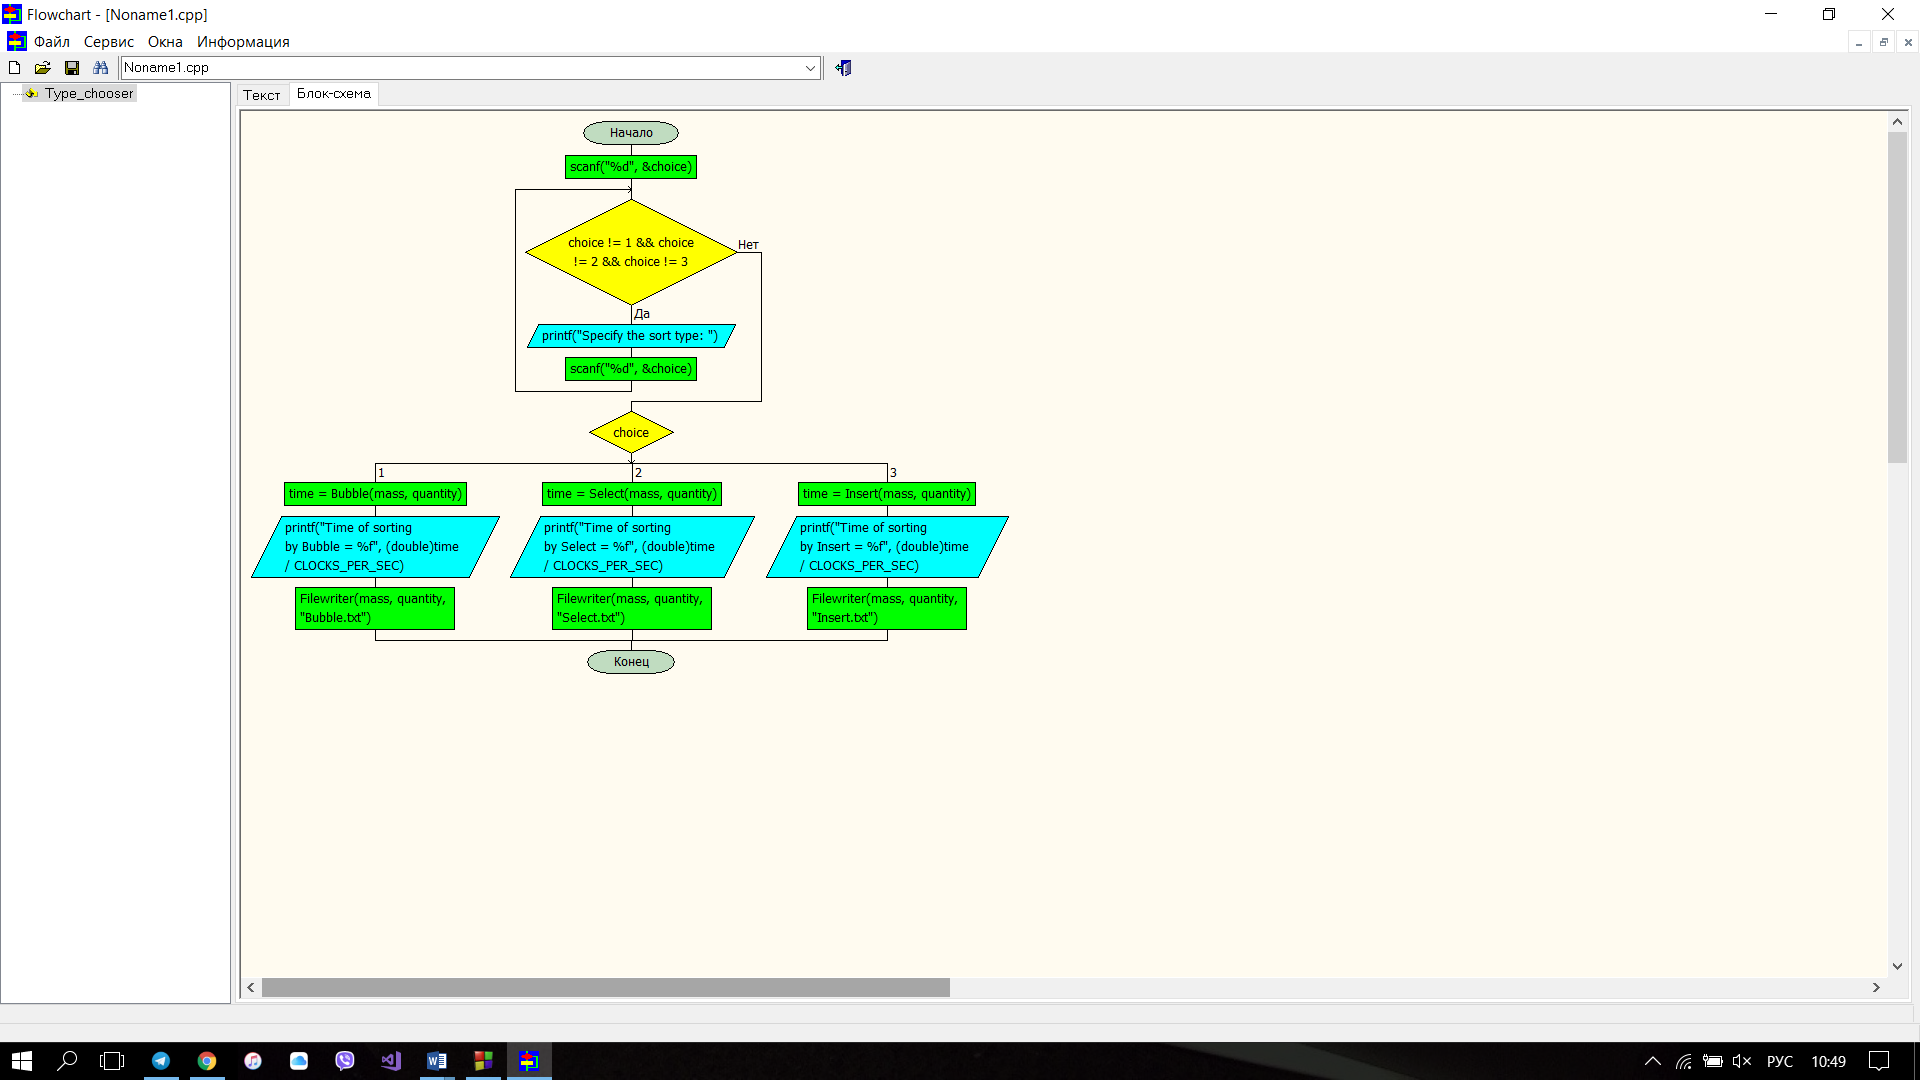 Flowchart - [Noname1.cpp]
Файл Сервис Окна Информация
Noname1.cpp
Type_chooser
Текст Блок-схема
Начало
scanf("%d", &choice)
choice != 1 && choice
!= 2 && choice != 3
Нет
Да
printf("Specify the sort type: ")
scanf("%d", &choice)
choice
1
2
3
time = Bubble(mass, quantity)
time = Select(mass, quantity)
time = Insert(mass, quantity)
printf("Time of sorting
by Bubble = %f", (double)time
/ CLOCKS_PER_SEC)
printf("Time of sorting
by Select = %f", (double)time
/ CLOCKS_PER_SEC)
printf("Time of sorting
by Insert = %f", (double)time
/ CLOCKS_PER_SEC)
Filewriter(mass, quantity,
"Bubble.txt")
Filewriter(mass, quantity,
"Select.txt")
Filewriter(mass, quantity,
"Insert.txt")
Конец
РУС 10:49